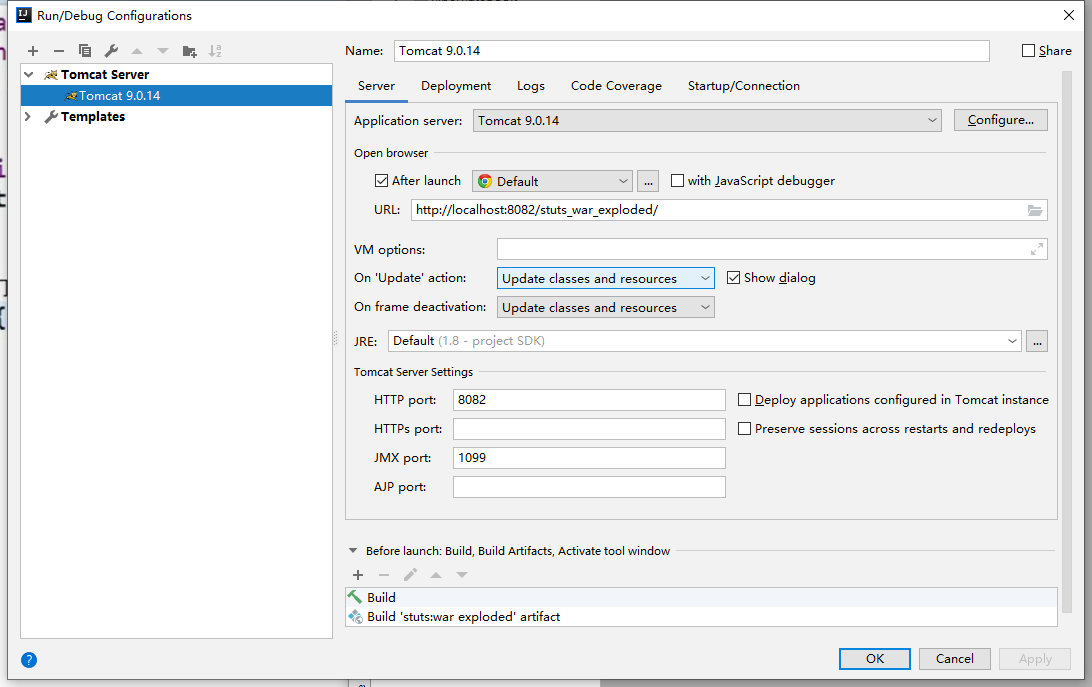 Run/Debug Configurations
Tomcat Server
Tomcat 9.0.14
Templates
Name: Tomcat 9.0.14 Share
Server Deployment Logs Code Coverage Startup/Connection
Application server: Tomcat 9.0.14 Configure...
Open browser
After launch Default ... with JavaScript debugger
URL: http://localhost:8082/stuts_war_exploded/
VM options:
On 'Update' action: Update classes and resources Show dialog
On frame deactivation: Update classes and resources
JRE: Default (1.8 - project SDK) ...
Tomcat Server Settings
HTTP port: 8082 Deploy applications configured in Tomcat instance
HTTPs port: Preserve sessions across restarts and redeploys
JMX port: 1099
AJP port:
Before launch: Build, Build Artifacts, Activate tool window
Build
Build 'stuts:war exploded' artifact
? OK Cancel Apply